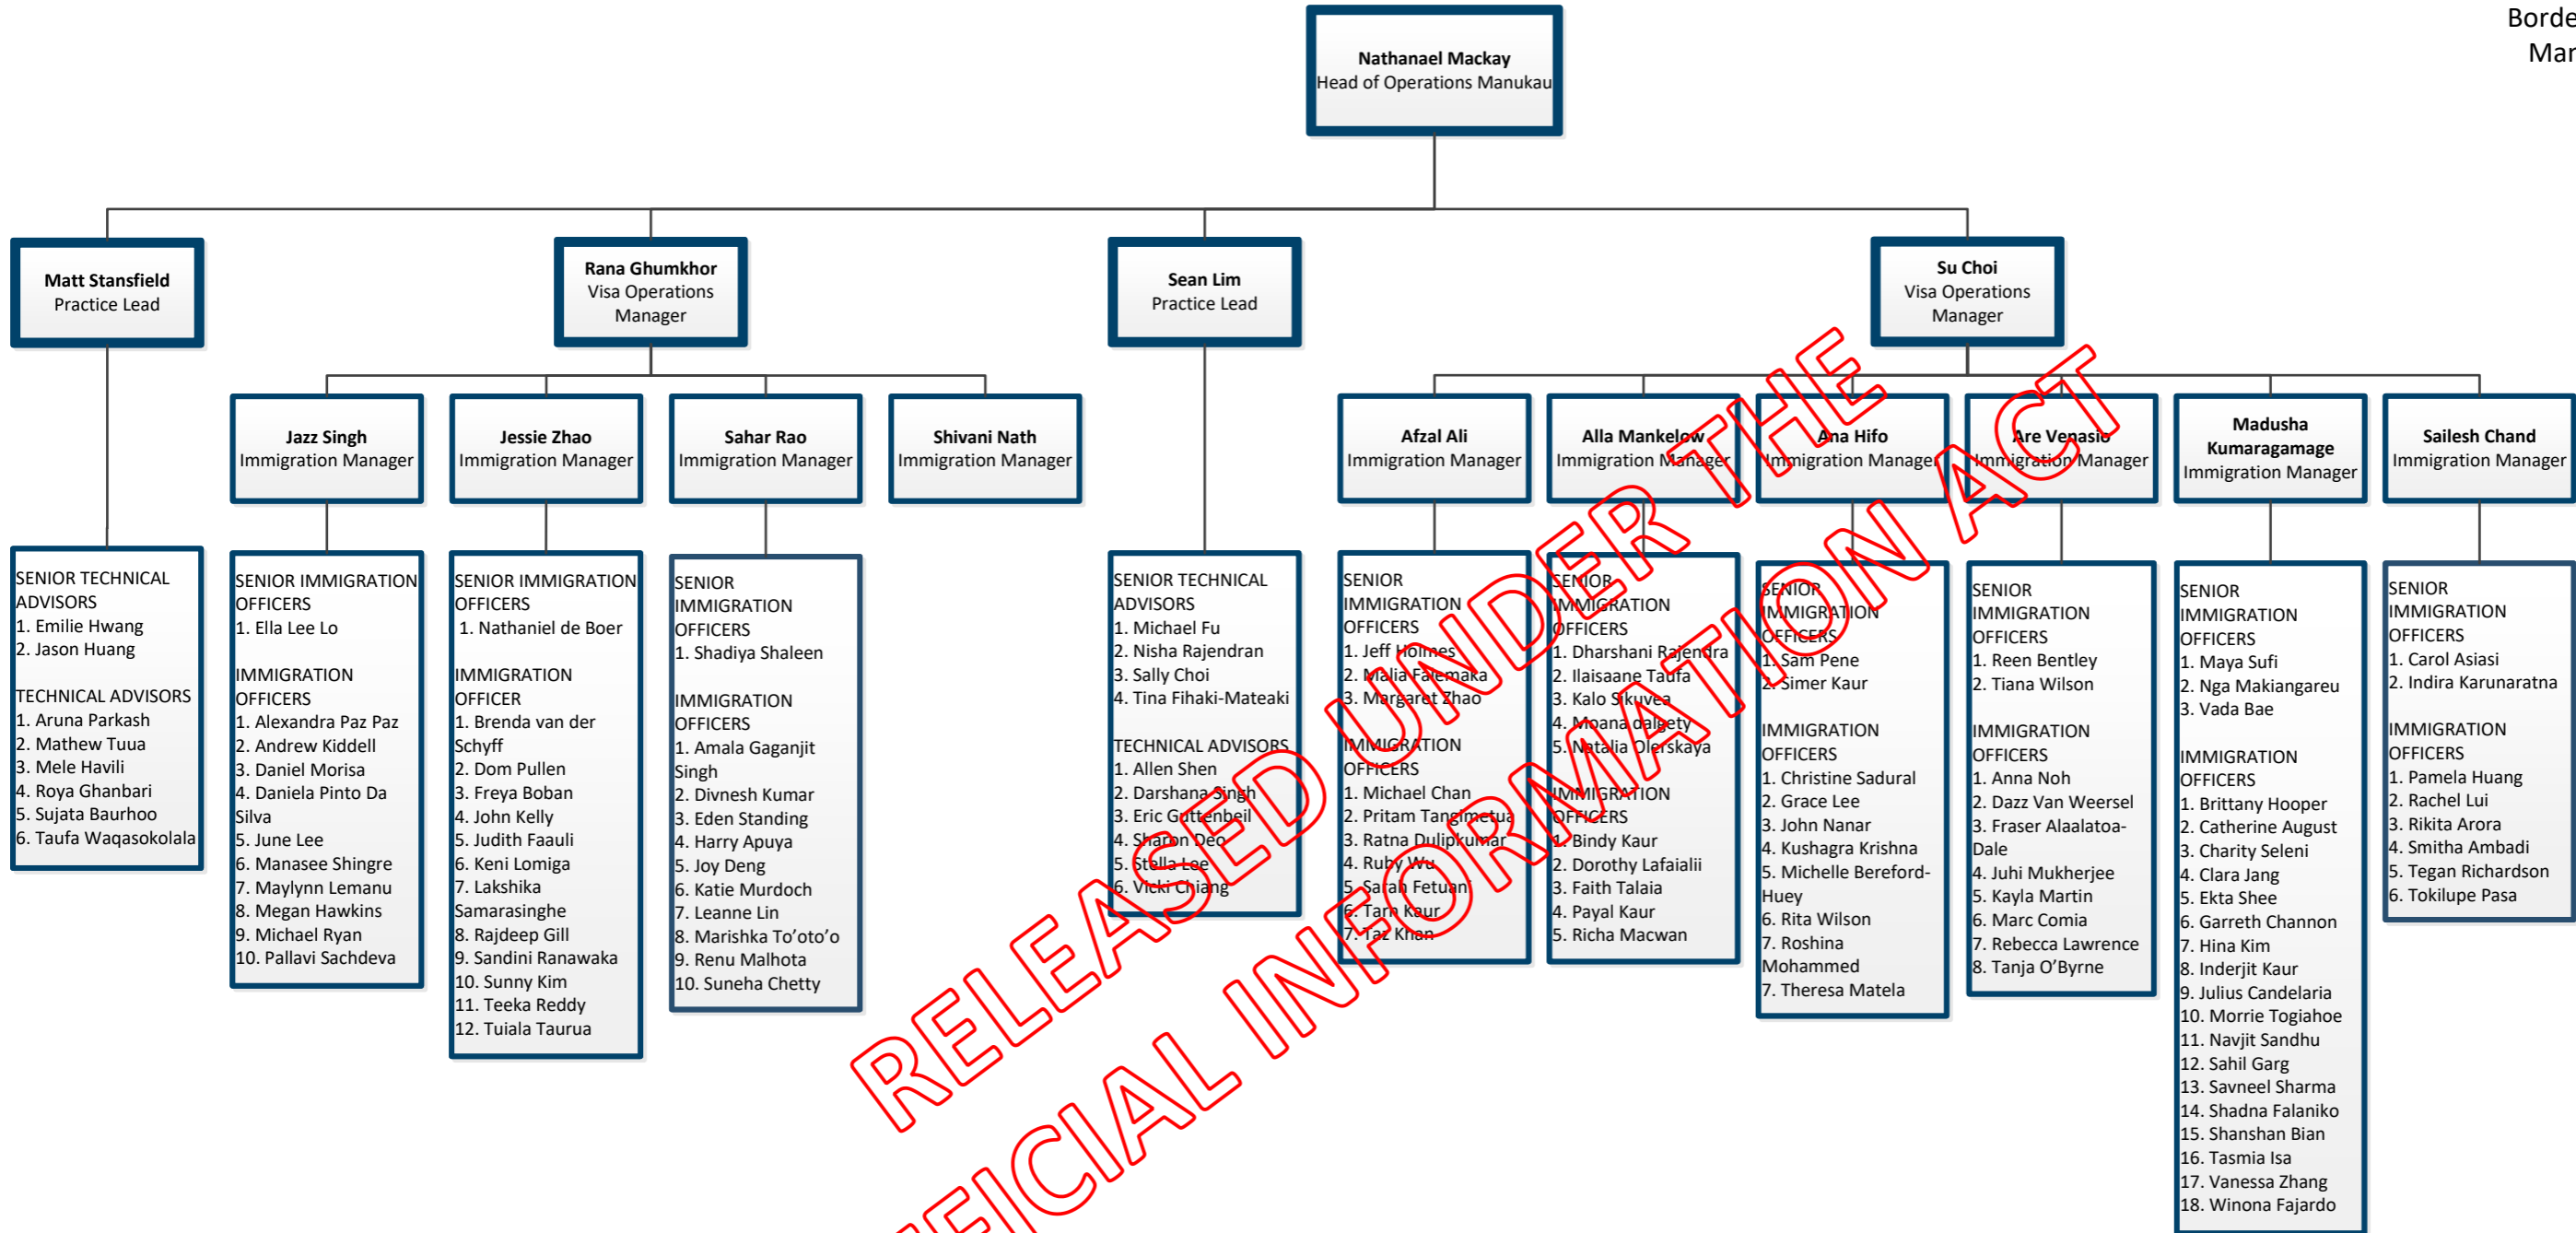 Borde
Mar
Nathanael Mackay
Head of Operations Manukau
Matt Stansfield
Practice Lead
Rana Ghumkhor
Visa Operations
Manager
Sean Lim
Practice Lead
Su Choi
Visa Operations
Manager
Jazz Singh
Immigration Manager
Jessie Zhao
Immigration Manager
Sahar Rao
Immigration Manager
Shivani Nath
Immigration Manager
Afzal Ali
Immigration Manager
Alla Mankelow
Immigration Manager
Ana Hifo
Immigration Manager
Are Venasio
Immigration Manager
Madusha
Kumaragamage
Immigration Manager
Sailesh Chand
Immigration Manager
SENIOR TECHNICAL
ADVISORS
1. Emilie Hwang
2. Jason Huang
TECHNICAL ADVISORS
1. Aruna Parkash
2. Mathew Tuua
3. Mele Havili
4. Roya Ghanbari
5. Sujata Baurhoo
6. Taufa Waqasokolala
SENIOR IMMIGRATION
OFFICERS
1. Ella Lee Lo
IMMIGRATION
OFFICERS
1. Alexandra Paz Paz
2. Andrew Kiddell
3. Daniel Morisa
4. Daniela Pinto Da
Silva
5. June Lee
6. Manasee Shingre
7. Maylynn Lemanu
8. Megan Hawkins
9. Michael Ryan
10. Pallavi Sachdeva
SENIOR IMMIGRATION
OFFICERS
1. Nathaniel de Boer
IMMIGRATION
OFFICER
1. Brenda van der
Schyff
2. Dom Pullen
3. Freya Boban
4. John Kelly
5. Judith Faauli
6. Keni Lomiga
7. Lakshika
Samarasinghe
8. Rajdeep Gill
9. Sandini Ranawaka
10. Sunny Kim
11. Teeka Reddy
12. Tuiala Taurua
SENIOR
IMMIGRATION
OFFICERS
1. Shadiya Shaleen
IMMIGRATION
OFFICERS
1. Amala Gaganjit
Singh
2. Divnesh Kumar
3. Eden Standing
4. Harry Apuya
5. Joy Deng
6. Katie Murdoch
7. Leanne Lin
8. Marishka To’oto’o
9. Renu Malhota
10. Suneha Chetty
SENIOR TECHNICAL
ADVISORS
1. Michael Fu
2. Nisha Rajendran
3. Sally Choi
4. Tina Fihaki-Mateaki
TECHNICAL ADVISORS
1. Allen Shen
2. Darshana Singh
3. Eric Guttenbeil
4. Sharon Deo
5. Stella Lee
6. Vicki Chiang
SENIOR
IMMIGRATION
OFFICERS
1. Jeff Holmes
2. Malia Falemaka
3. Margaret Zhao
IMMIGRATION
OFFICERS
1. Michael Chan
2. Pritam Tangimetua
3. Ratna Dulipkumar
4. Ruby Wu
5. Sarah Fetuani
6. Tarn Kaur
7. Taz Khan
SENIOR
IMMIGRATION
OFFICERS
1. Dharshani Rajendra
2. Ilaisaane Taufa
3. Kalo Sikuvea
4. Moana dalgety
5. Natalia Olerskaya
IMMIGRATION
OFFICERS
1. Bindy Kaur
2. Dorothy Lafaialii
3. Faith Talaia
4. Payal Kaur
5. Richa Macwan
SENIOR
IMMIGRATION
OFFICERS
1. Sam Pene
2. Simer Kaur
IMMIGRATION
OFFICERS
1. Christine Sadural
2. Grace Lee
3. John Nanar
4. Kushagra Krishna
5. Michelle Bereford-
Huey
6. Rita Wilson
7. Roshina
Mohammed
7. Theresa Matela
SENIOR
IMMIGRATION
OFFICERS
1. Reen Bentley
2. Tiana Wilson
IMMIGRATION
OFFICERS
1. Anna Noh
2. Dazz Van Weersel
3. Fraser Alaalatoa-
Dale
4. Juhi Mukherjee
5. Kayla Martin
6. Marc Comia
7. Rebecca Lawrence
8. Tanja O’Byrne
SENIOR
IMMIGRATION
OFFICERS
1. Maya Sufi
2. Nga Makiangareu
3. Vada Bae
IMMIGRATION
OFFICERS
1. Brittany Hooper
2. Catherine August
3. Charity Seleni
4. Clara Jang
5. Ekta Shee
6. Garreth Channon
7. Hina Kim
8. Inderjit Kaur
9. Julius Candelaria
10. Morrie Togiahoe
11. Navjit Sandhu
12. Sahil Garg
13. Savneel Sharma
14. Shadna Falaniko
15. Shanshan Bian
16. Tasmia Isa
17. Vanessa Zhang
18. Winona Fajardo
SENIOR
IMMIGRATION
OFFICERS
1. Carol Asiasi
2. Indira Karunaratna
IMMIGRATION
OFFICERS
1. Pamela Huang
2. Rachel Lui
3. Rikita Arora
4. Smitha Ambadi
5. Tegan Richardson
6. Tokilupe Pasa
RELEASED UNDER THE
FICIAL INFORMATION ACT